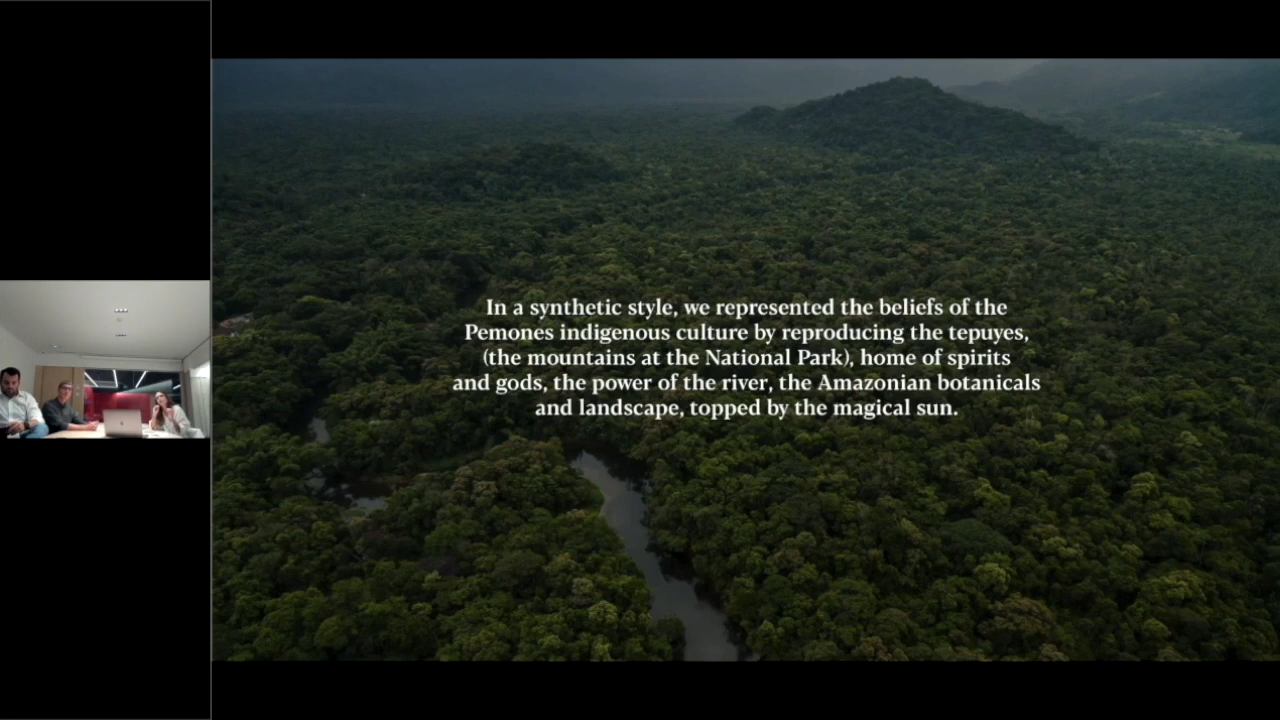 In a synthetic style, we represented the beliefs of the
Pemones indigenous culture by reproducing the tepuyes,
(the mountains at the National Park), home of spirits
and gods, the power of the river, the Amazonian botanicals
and landscape, topped by the magical sun.